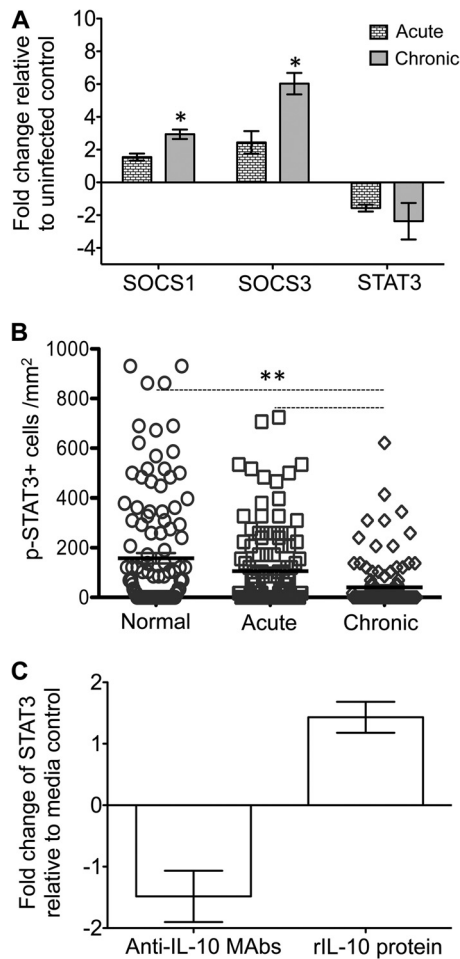 A
Fold change relative
to uninfected control
10
8
6
4
2
0
-2
-4
Acute
Chronic
*
*
SOCS1 SOCS3 STAT3
B
p-STAT3+ cells /mm²
1000
800
600
400
200
0
**
Normal Acute Chronic
C
Fold change of STAT3
relative to media control
2
1
0
-1
-2
Anti-IL-10 MAbs rIL-10 protein